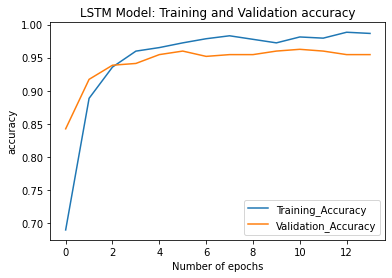 LSTM Model: Training and Validation accuracy
1.00
0.95
0.90
0.85
0.80
0.75
0.70
accuracy
Training_Accuracy
Validation_Accuracy
0 2 4 6 8 10 12
Number of epochs